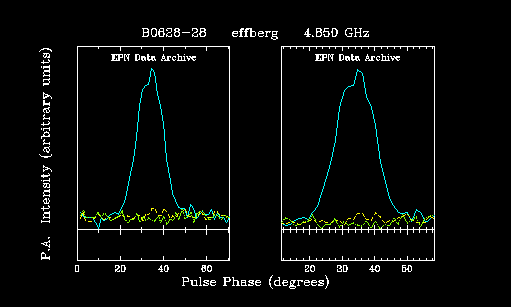 B0628-28 effberg 4.850 GHz
EPN Data Archive EPN Data Archive
P.A. Intensity (arbitrary units)
0 20 40 60 20 30 40 50
Pulse Phase (degrees)